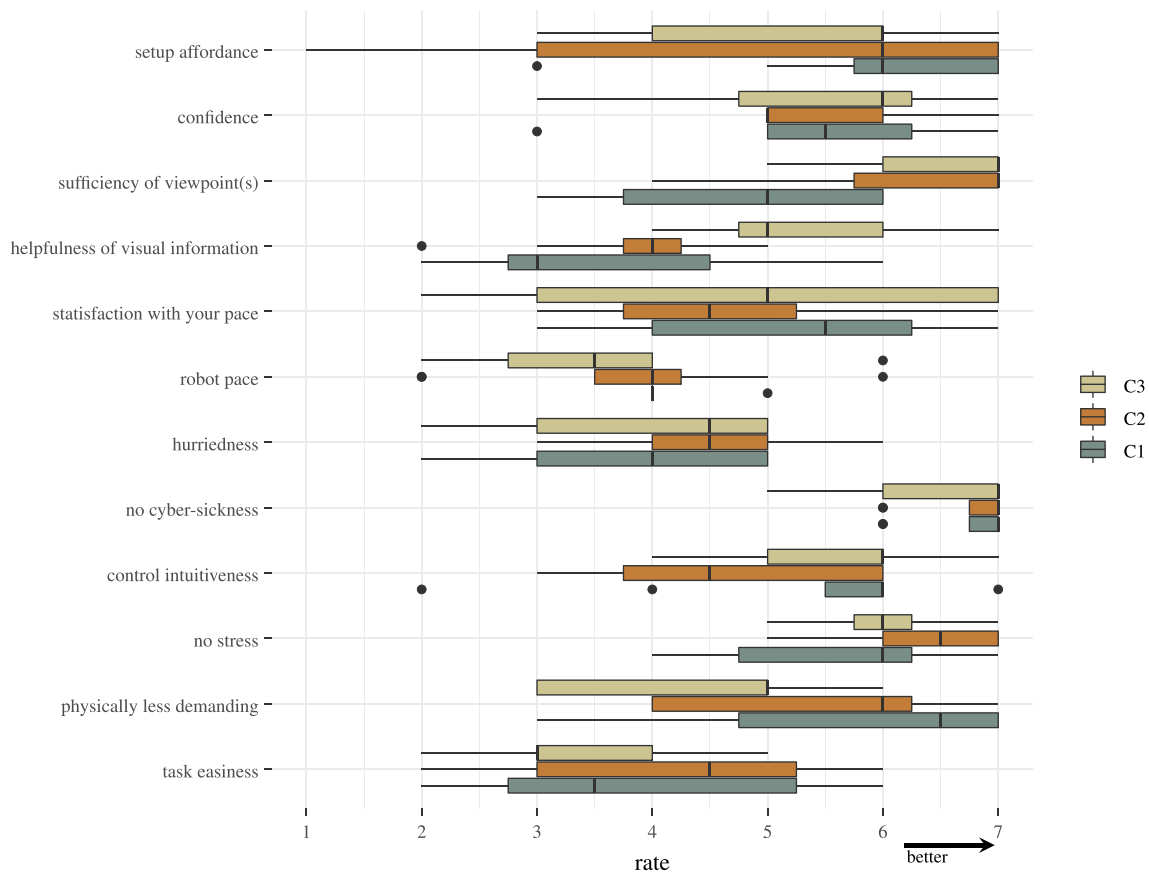 setup affordance
confidence
sufficiency of viewpoint(s)
helpfulness of visual information
statisfaction with your pace
robot pace
hurriedness
no cyber-sickness
control intuitiveness
no stress
physically less demanding
task easiness
C3
C2
C1
1 2 3 4 5 6 7
rate
better